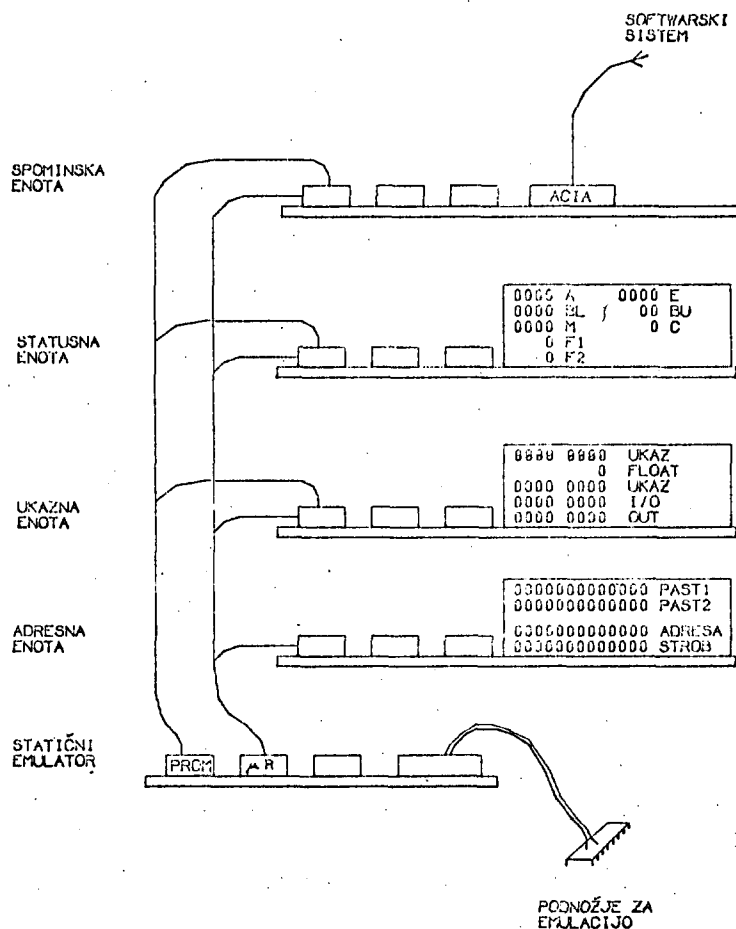 SOFTWARSKI
SISTEM
SPOMINSKA
ENOTA
ACIA
STATUSNA
ENOTA
0000 A 0000 E
0000 BL 00 BU
0000 M 0 C
0 F1
0 F2
UKAZNA
ENOTA
0000 0000 UKAZ
0 FLOAT
0000 0000 UKAZ
0000 0000 I/O
0000 0000 OUT
ADRESNA
ENOTA
0000000000000 PAST1
0000000000000 PAST2
0000000000000 ADRESA
0000000000000 STROB
STATIČNI
EMULATOR
PROM
μR
PODNOŽJE ZA
EMULACIJO